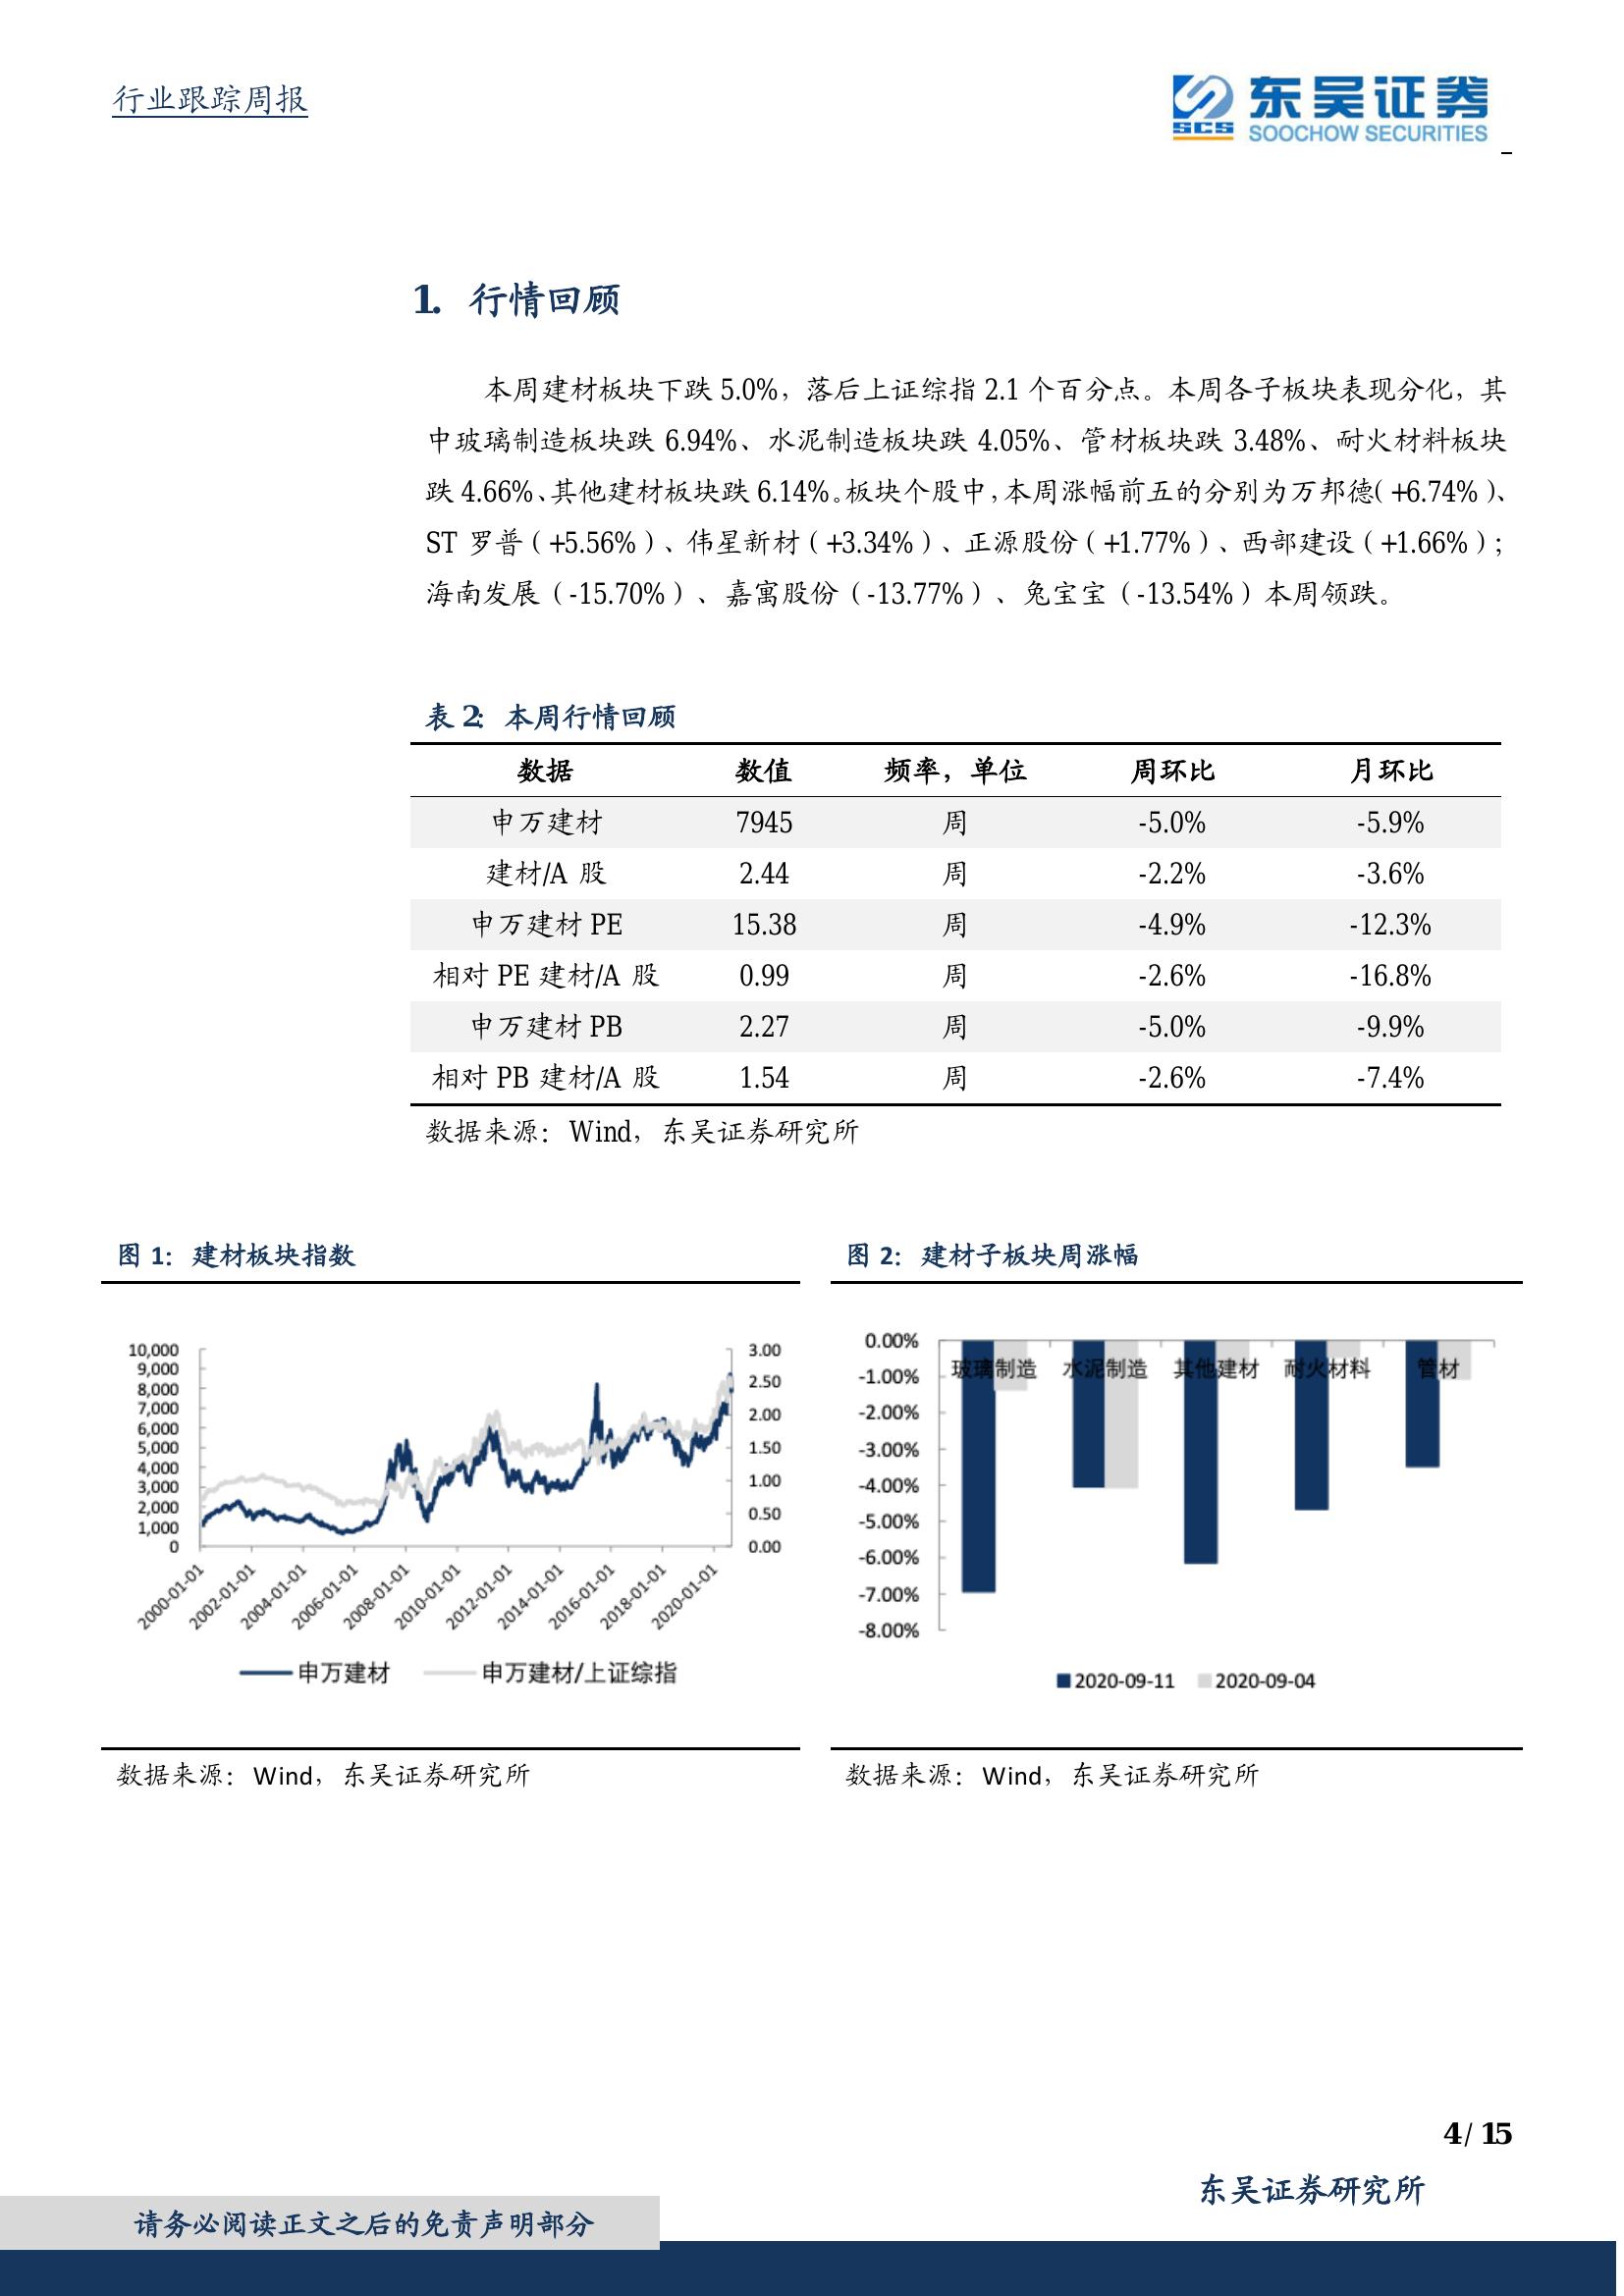 行业跟踪周报
东吴证券
SCS
SOOCHOW SECURITIES
1. 行情回顾
本周建材板块下跌 5.0%，落后上证综指 2.1 个百分点。本周各子板块表现分化，其
中玻璃制造板块跌 6.94%、水泥制造板块跌 4.05%、管材板块跌 3.48%、耐火材料板块
跌 4.66%、其他建材板块跌 6.14%。板块个股中，本周涨幅前五的分别为万邦德（+6.74%）、
ST 罗普（+5.56%）、伟星新材（+3.34%）、正源股份（+1.77%）、西部建设（+1.66%）；
海南发展（-15.70%）、嘉寓股份（-13.77%）、兔宝宝（-13.54%）本周领跌。
表 2： 本周行情回顾
数据 数值 频率，单位 周环比 月环比
申万建材 7945 周 -5.0% -5.9%
建材/A 股 2.44 周 -2.2% -3.6%
申万建材 PE 15.38 周 -4.9% -12.3%
相对 PE 建材/A 股 0.99 周 -2.6% -16.8%
申万建材 PB 2.27 周 -5.0% -9.9%
相对 PB 建材/A 股 1.54 周 -2.6% -7.4%
数据来源：Wind，东吴证券研究所
图 1： 建材板块指数
10,000
9,000
8,000
7,000
6,000
5,000
4,000
3,000
2,000
1,000
0
3.00
2.50
2.00
1.50
1.00
0.50
0.00
2000-01-01
2002-01-01
2004-01-01
2006-01-01
2008-01-01
2010-01-01
2012-01-01
2014-01-01
2016-01-01
2018-01-01
2020-01-01
申万建材 申万建材/上证综指
数据来源：Wind，东吴证券研究所
图 2： 建材子板块周涨幅
0.00%
-1.00%
-2.00%
-3.00%
-4.00%
-5.00%
-6.00%
-7.00%
-8.00%
玻璃制造 水泥制造 其他建材 耐火材料 管材
2020-09-11 2020-09-04
数据来源：Wind，东吴证券研究所
4 / 15
东吴证券研究所
请务必阅读正文之后的免责声明部分